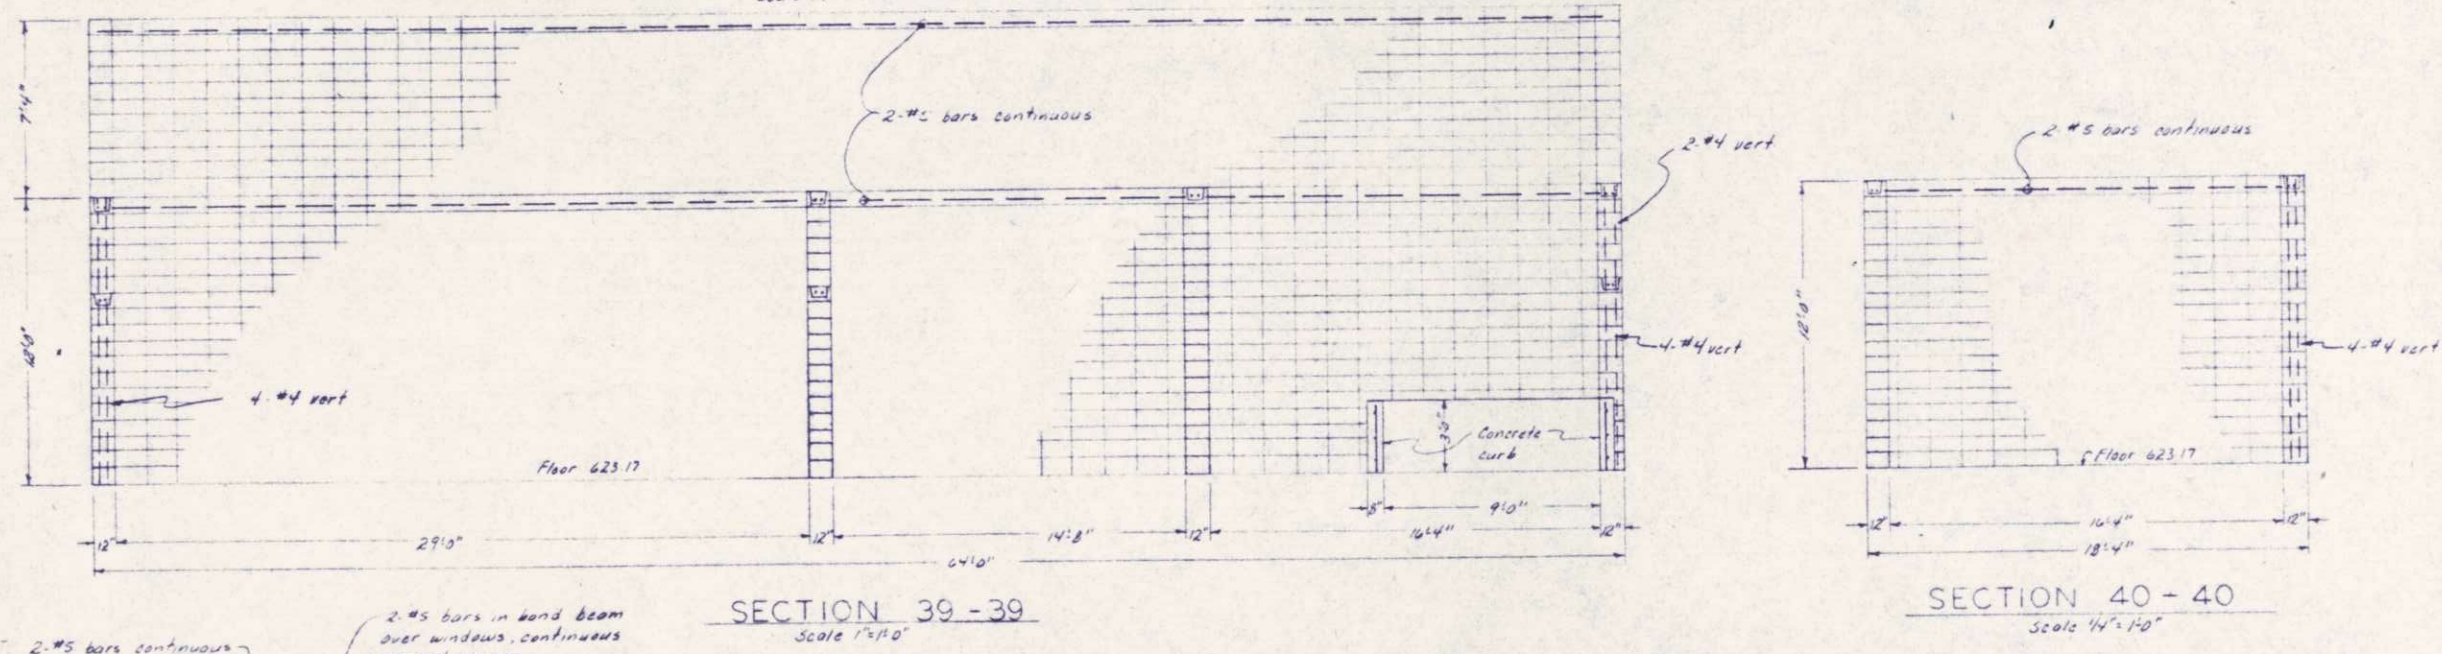 7'4"
2-#5 bars continuous
2-#4 vert
2-#5 bars continuous
12'0"
12'0"
4-#4 vert
4-#4 vert
4-#4 vert
3'0"
Concrete
curb
Floor 623.17
Floor 623.17
8"
9'0"
12"
29'0"
12"
14'8"
12"
16'4"
12"
64'0"
12"
16'4"
12"
18'4"
SECTION 39-39
Scale 1"=1'-0"
SECTION 40-40
Scale 1/4"=1'-0"
2-#5 bars in bond beam
over windows, continuous
2-#5 bars continuous